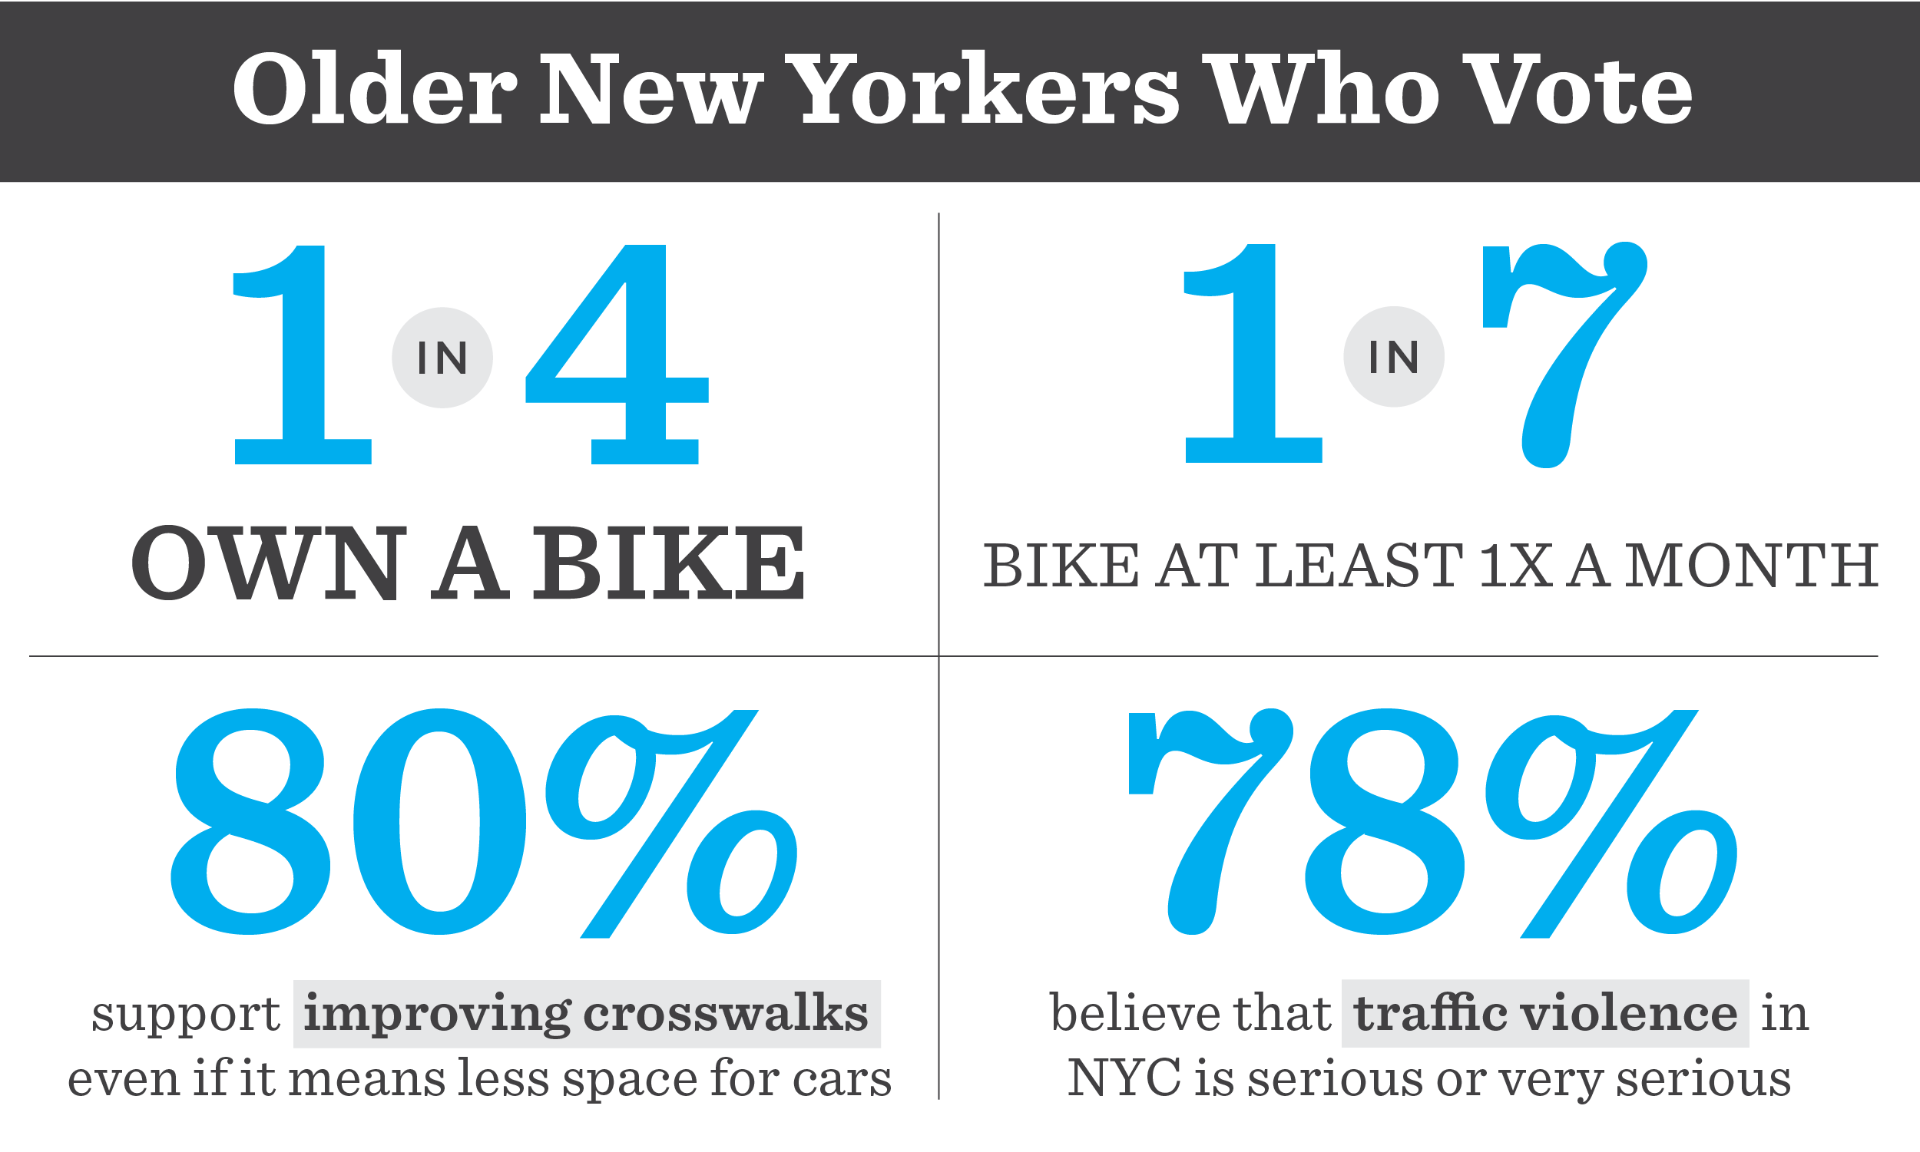 Older New Yorkers Who Vote
1 IN 4
OWN A BIKE
1 IN 7
BIKE AT LEAST 1X A MONTH
80%
support improving crosswalks
even if it means less space for cars
78%
believe that traffic violence in
NYC is serious or very serious